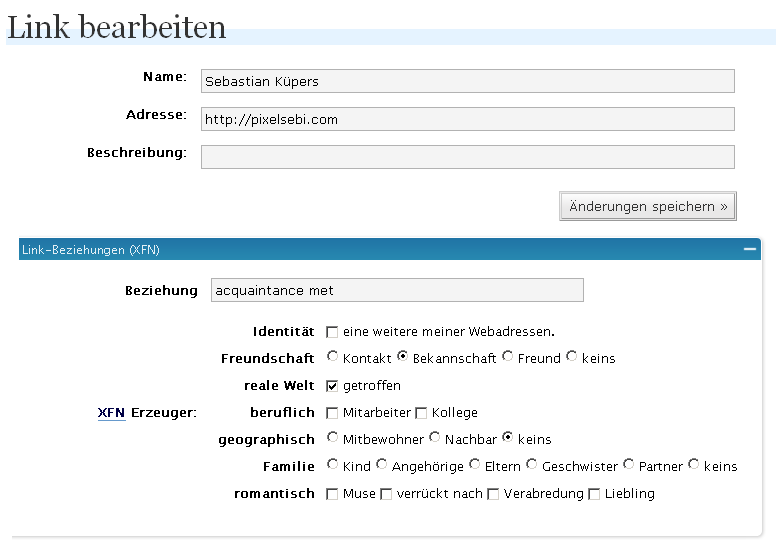 Link bearbeiten
Name: Sebastian Küpers
Adresse: http://pixelsebi.com
Beschreibung:
Änderungen speichern »
Link-Beziehungen (XFN)
Beziehung acquaintance met
Identität eine weitere meiner Webadressen.
Freundschaft Kontakt Bekannschaft Freund keins
reale Welt getroffen
XFN Erzeuger: beruflich Mitarbeiter Kollege
geographisch Mitbewohner Nachbar keins
Familie Kind Angehörige Eltern Geschwister Partner keins
romantisch Muse verrückt nach Verabredung Liebling